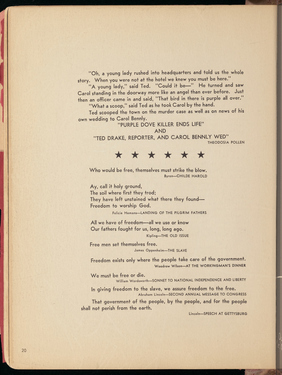 "Oh, a young lady rushed into headquarters and told us the whole
story. When you were not at the hotel we knew you must be here."
"A young lady," said Ted. "Could it be—" He turned and saw
Carol standing in the doorway more like an angel than ever before. Just
then an officer came in and said, "That bird in there is purple all over."
"What a scoop," said Ted as he took Carol by the hand.
Ted scooped the town on the murder case as well as on news of his
own wedding to Carol Bennly.
"PURPLE DOVE KILLER ENDS LIFE"
AND
"TED DRAKE, REPORTER, AND CAROL BENNLY WED"
THEODOSIA POLLEN
Who would be free, themselves must strike the blow.
Byron—CHILDE HAROLD
Ay, call it holy ground,
The soil where first they trod;
They have left unstained what there they found—
Freedom to worship God.
Felicia Hemans—LANDING OF THE PILGRIM FATHERS
All we have of freedom—all we use or know
Our fathers fought for us, long, long ago.
Kipling—THE OLD ISSUE
Free men set themselves free.
James Oppenheim—THE SLAVE
Freedom exists only where the people take care of the government.
Woodrow Wilson—AT THE WORKINGMAN'S DINNER
We must be free or die.
William Wordsworth—SONNET TO NATIONAL INDEPENDENCE AND LIBERTY
In giving freedom to the slave, we assure freedom to the free.
Abraham Lincoln—SECOND ANNUAL MESSAGE TO CONGRESS
That government of the people, by the people, and for the people
shall not perish from the earth.
Lincoln—SPEECH AT GETTYSBURG